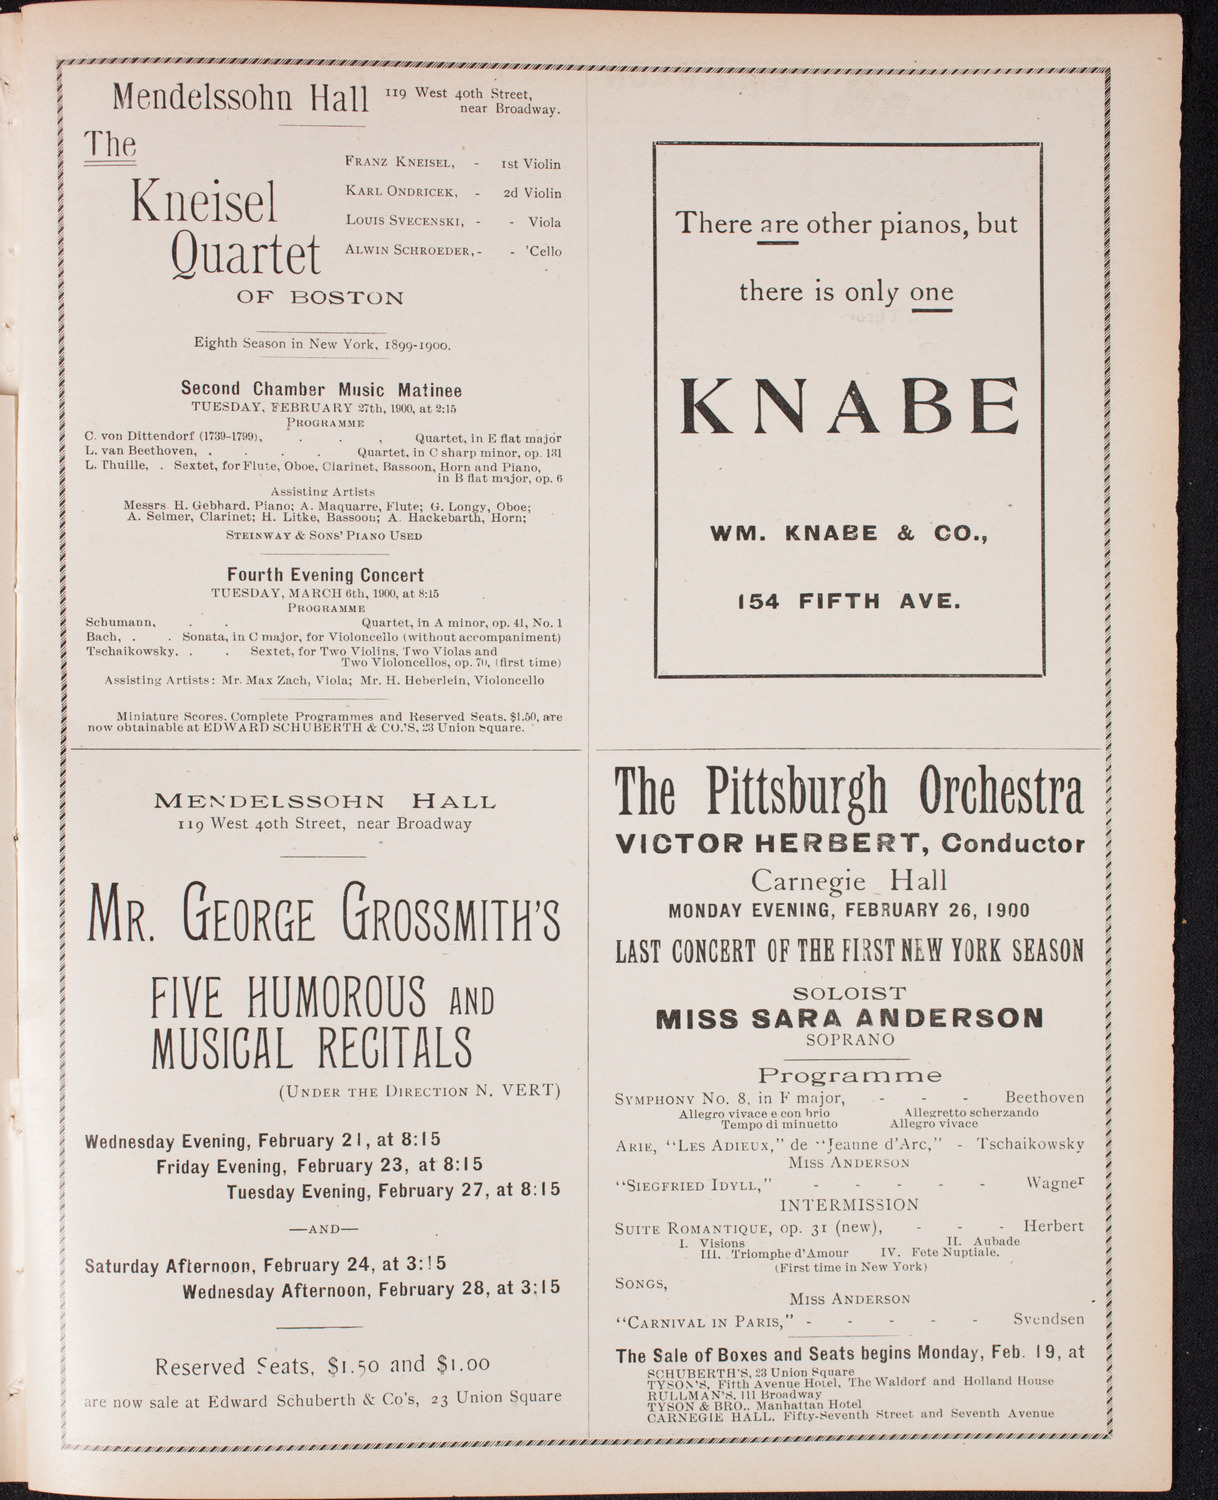 Mendelssohn Hall 119 West 40th Street,
near Broadway.
The
Kneisel
Quartet
OF BOSTON
FRANZ KNEISEL, - 1st Violin
KARL ONDRICEK, - 2d Violin
LOUIS SVECENSKI, - - Viola
ALWIN SCHROEDER, - - 'Cello
Eighth Season in New York, 1899-1900.
Second Chamber Music Matinee
TUESDAY, FEBRUARY 27th, 1900, at 2:15
PROGRAMME
C. von Dittendorf (1739-1799), . . , Quartet, in E flat major
L. van Beethoven, . . . . Quartet, in C sharp minor, op. 131
L. Thuille, . Sextet, for Flute, Oboe, Clarinet, Bassoon, Horn and Piano,
in B flat major, op. 6
Assisting Artists
Messrs. H. Gebhard, Piano; A. Maquarre, Flute; G. Longy, Oboe;
A. Selmer, Clarinet; H. Litke, Bassoon; A. Hackebarth, Horn;
STEINWAY & SONS' PIANO USED
Fourth Evening Concert
TUESDAY, MARCH 6th, 1900, at 8:15
PROGRAMME
Schumann, . . Quartet, in A minor, op. 41, No. 1
Bach, . . Sonata, in C major, for Violoncello (without accompaniment)
Tschaikowsky, . . Sextet, for Two Violins, Two Violas and
Two Violoncellos, op. 70, (first time)
Assisting Artists: Mr. Max Zach, Viola; Mr. H. Heberlein, Violoncello
Miniature Scores, Complete Programmes and Reserved Seats, $1.50, are
now obtainable at EDWARD SCHUBERTH & CO.'S, 23 Union Square.
There are other pianos, but
there is only one
KNABE
WM. KNABE & CO.,
154 FIFTH AVE.
MENDELSSOHN HALL
119 West 40th Street, near Broadway
MR. GEORGE GROSSMITH'S
FIVE HUMOROUS AND
MUSICAL RECITALS
(UNDER THE DIRECTION N. VERT)
Wednesday Evening, February 21, at 8:15
Friday Evening, February 23, at 8:15
Tuesday Evening, February 27, at 8:15
—AND—
Saturday Afternoon, February 24, at 3:15
Wednesday Afternoon, February 28, at 3:15
Reserved Seats, $1.50 and $1.00
are now sale at Edward Schuberth & Co's, 23 Union Square
The Pittsburgh Orchestra
VICTOR HERBERT, Conductor
Carnegie Hall
MONDAY EVENING, FEBRUARY 26, 1900
LAST CONCERT OF THE FIRST NEW YORK SEASON
SOLOIST
MISS SARA ANDERSON
SOPRANO
Programme
SYMPHONY NO. 8, in F major, - - - Beethoven
Allegro vivace e con brio Allegretto scherzando
Tempo di minuetto Allegro vivace
ARIE, "LES ADIEUX," de "Jeanne d'Arc," - Tschaikowsky
MISS ANDERSON
"SIEGFRIED IDYLL," - - - - - Wagner
INTERMISSION
SUITE ROMANTIQUE, op. 31 (new), - - - Herbert
I. Visions II. Aubade
III. Triomphe d'Amour IV. Fete Nuptiale.
(First time in New York)
SONGS,
MISS ANDERSON
"CARNIVAL IN PARIS," - - - - - Svendsen
The Sale of Boxes and Seats begins Monday, Feb. 19, at
SCHUBERTH'S, 23 Union Square
TYSON'S, Fifth Avenue Hotel, The Waldorf and Holland House
RULLMAN'S, 111 Broadway
TYSON & BRO., Manhattan Hotel
CARNEGIE HALL, Fifty-Seventh Street and Seventh Avenue